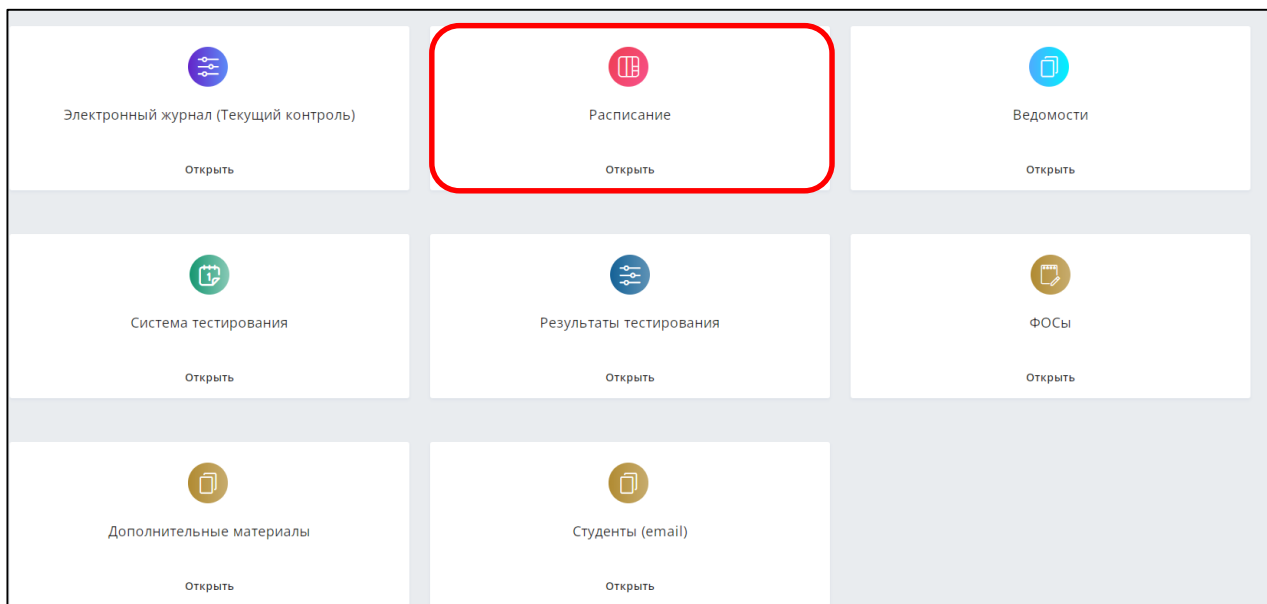 Электронный журнал (Текущий контроль)
Открыть
Расписание
Открыть
Ведомости
Открыть
Система тестирования
Открыть
Результаты тестирования
Открыть
ФОСы
Открыть
Дополнительные материалы
Открыть
Студенты (email)
Открыть